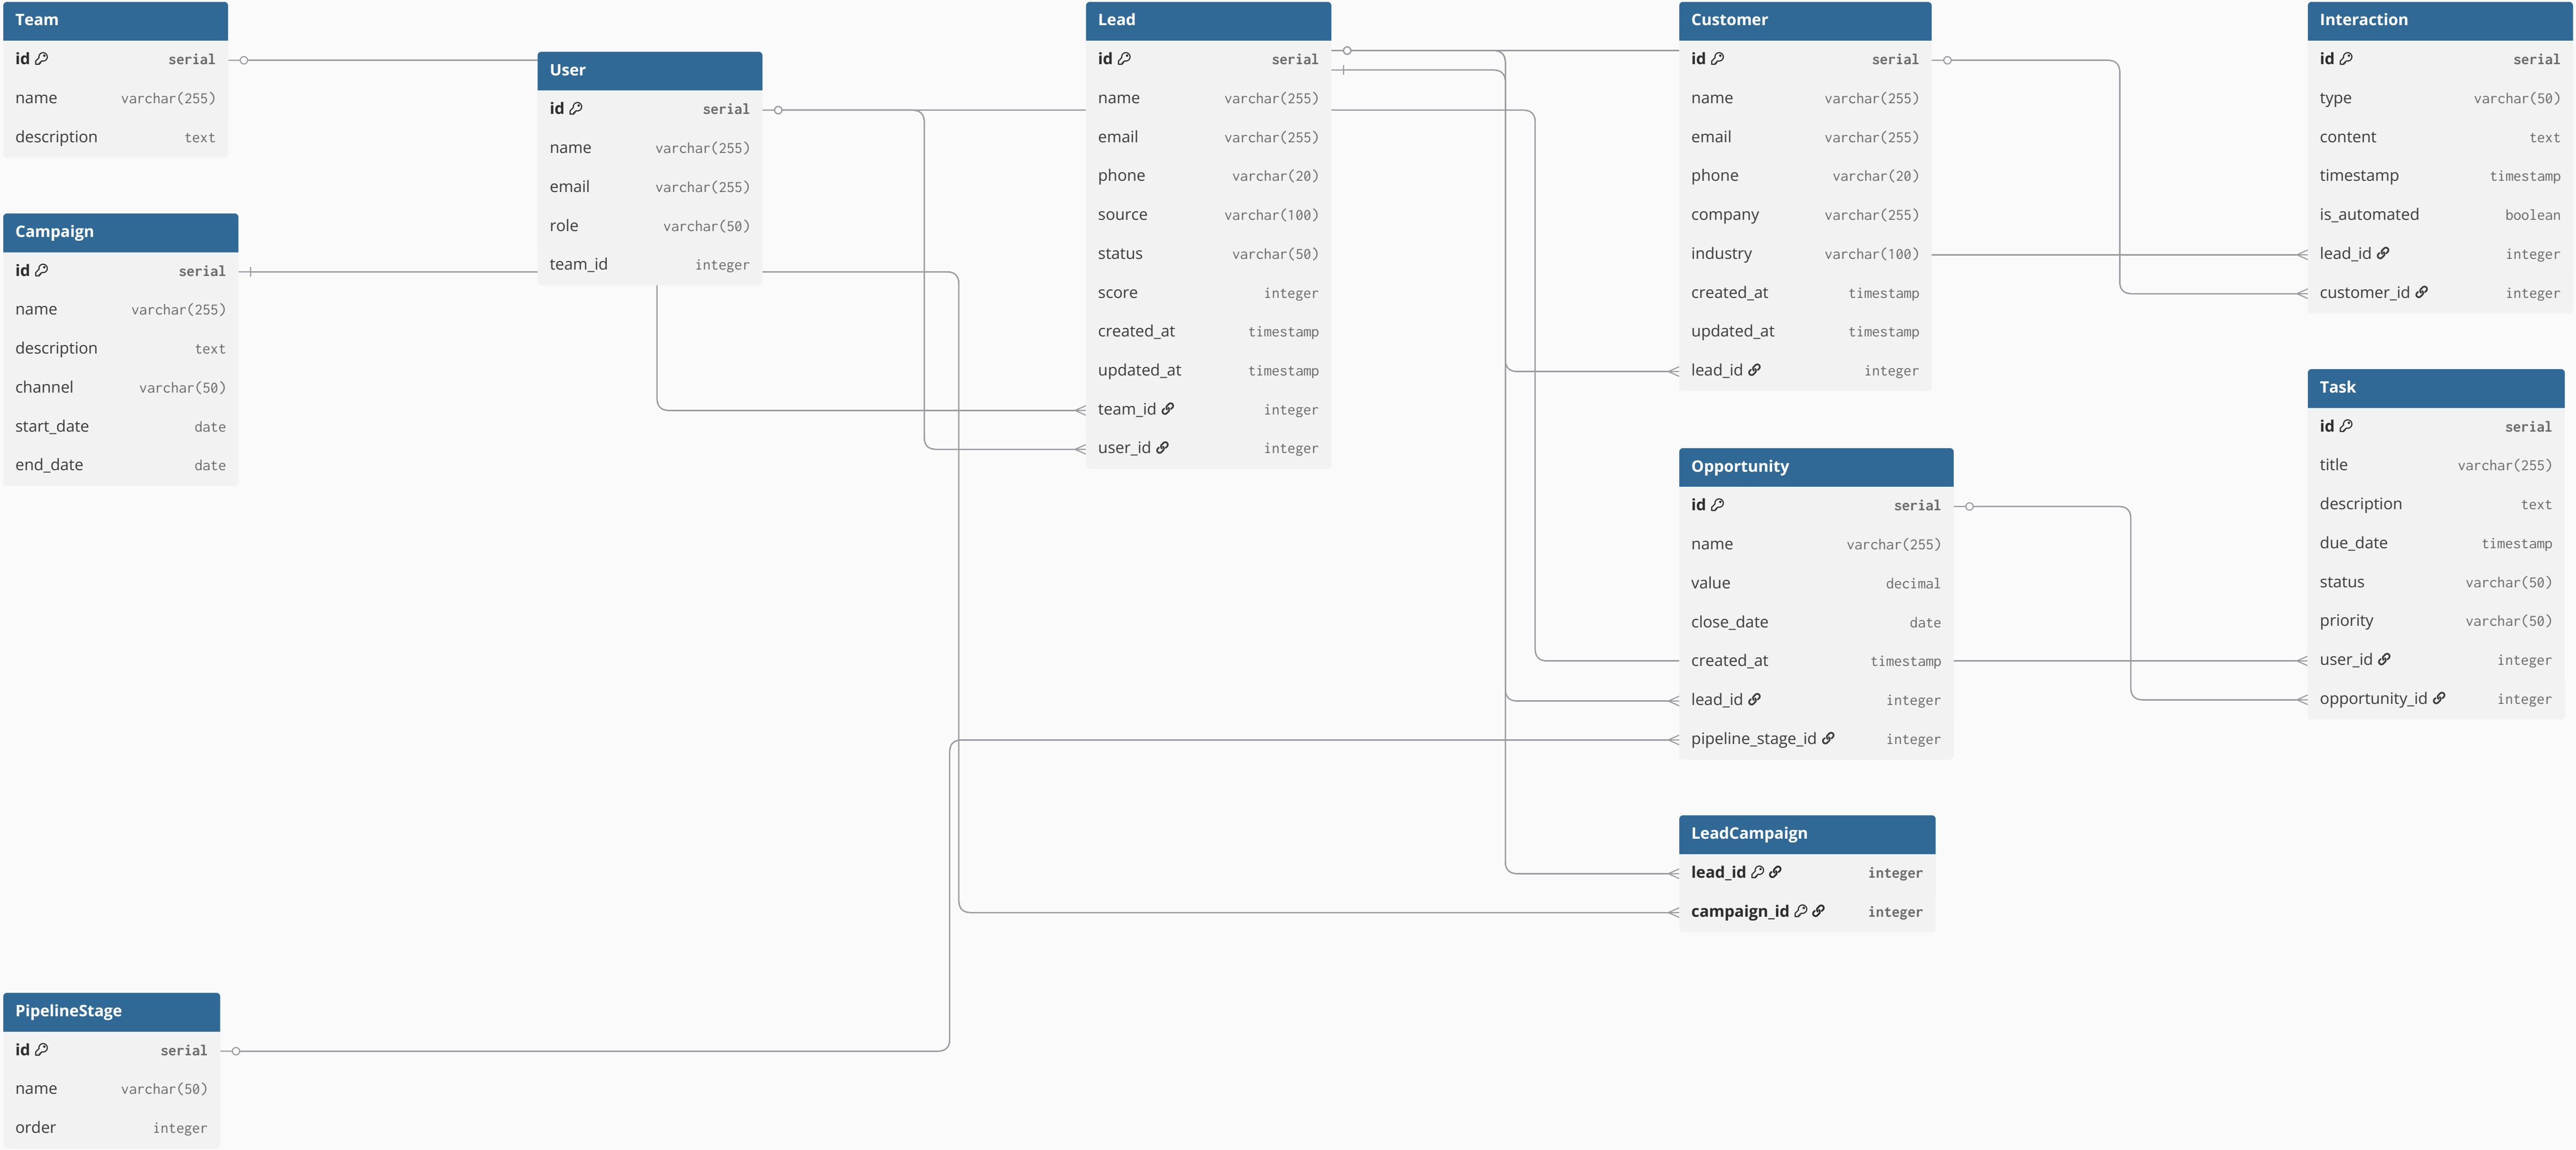 Team
id serial
name varchar(255)
description text
Campaign
id serial
name varchar(255)
description text
channel varchar(50)
start_date date
end_date date
PipelineStage
id serial
name varchar(50)
order integer
User
id serial
name varchar(255)
email varchar(255)
role varchar(50)
team_id integer
Lead
id serial
name varchar(255)
email varchar(255)
phone varchar(20)
source varchar(100)
status varchar(50)
score integer
created_at timestamp
updated_at timestamp
team_id integer
user_id integer
Customer
id serial
name varchar(255)
email varchar(255)
phone varchar(20)
company varchar(255)
industry varchar(100)
created_at timestamp
updated_at timestamp
lead_id integer
Opportunity
id serial
name varchar(255)
value decimal
close_date date
created_at timestamp
lead_id integer
pipeline_stage_id integer
LeadCampaign
lead_id integer
campaign_id integer
Interaction
id serial
type varchar(50)
content text
timestamp timestamp
is_automated boolean
lead_id integer
customer_id integer
Task
id serial
title varchar(255)
description text
due_date timestamp
status varchar(50)
priority varchar(50)
user_id integer
opportunity_id integer